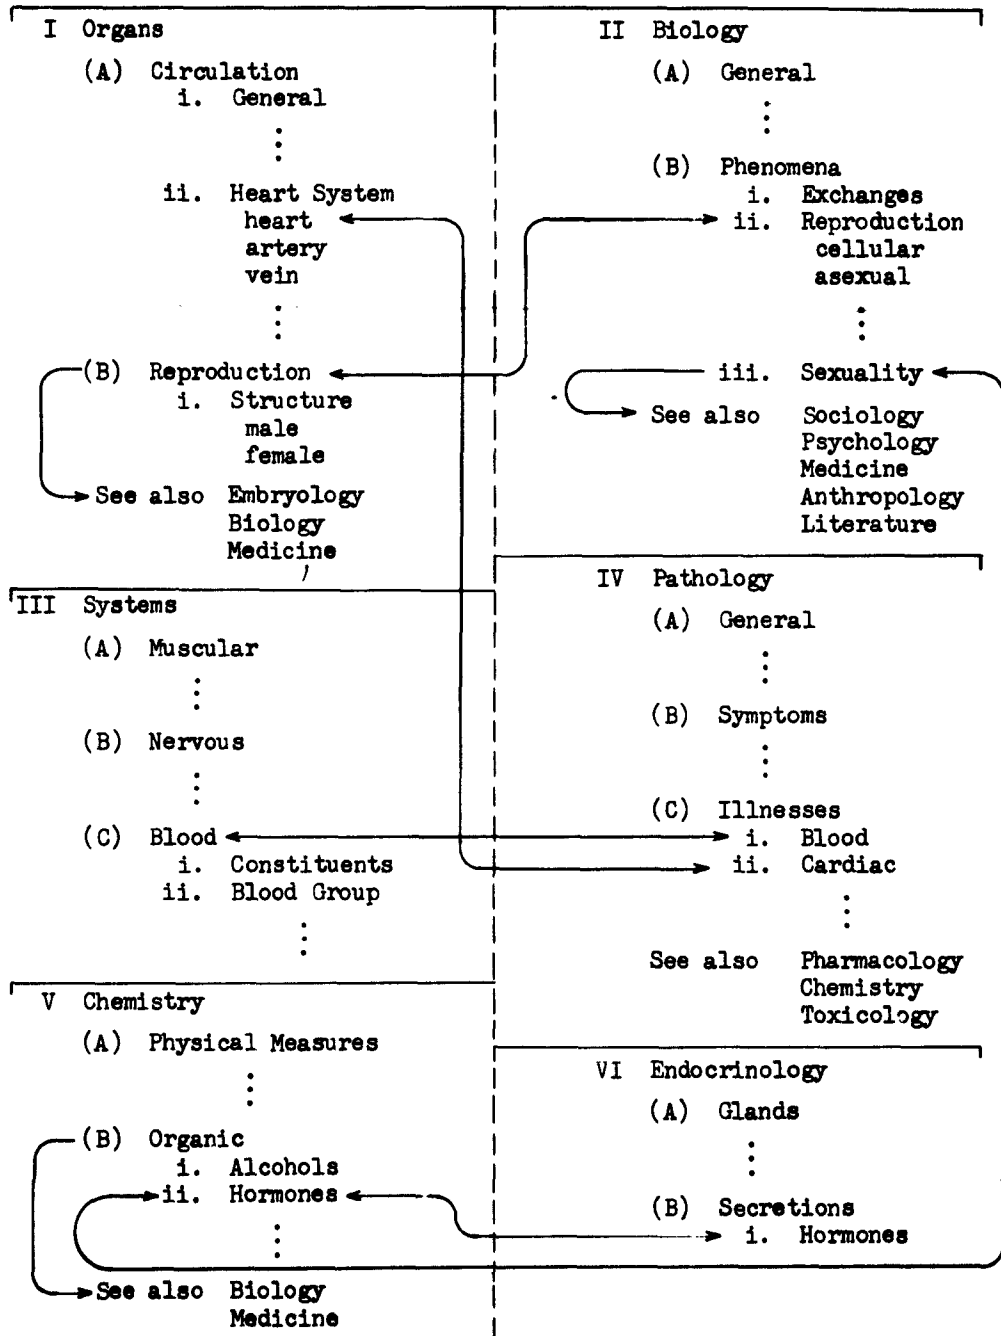 I Organs
(A) Circulation
i. General
ii. Heart System
heart
artery
vein
(B) Reproduction
i. Structure
male
female
See also Embryology
Biology
Medicine
II Biology
(A) General
(B) Phenomena
i. Exchanges
ii. Reproduction
cellular
asexual
iii. Sexuality
See also Sociology
Psychology
Medicine
Anthropology
Literature
III Systems
(A) Muscular
(B) Nervous
(C) Blood
i. Constituents
ii. Blood Group
IV Pathology
(A) General
(B) Symptoms
(C) Illnesses
i. Blood
ii. Cardiac
See also Pharmacology
Chemistry
Toxicology
V Chemistry
(A) Physical Measures
(B) Organic
i. Alcohols
ii. Hormones
See also Biology
Medicine
VI Endocrinology
(A) Glands
(B) Secretions
i. Hormones